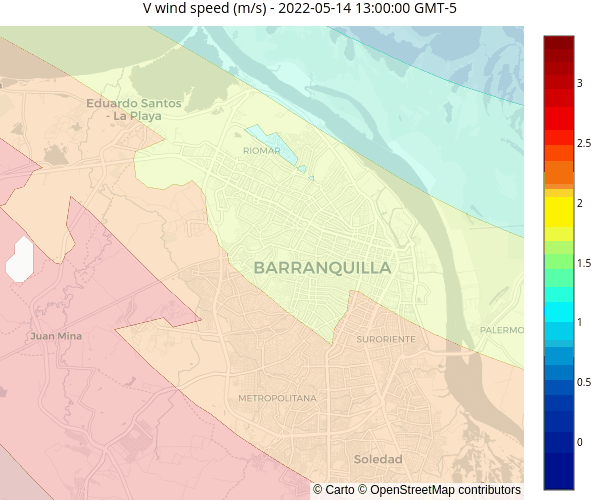 V wind speed (m/s) - 2022-05-14 13:00:00 GMT-5
Eduardo Santos
- La Playa
RIOMAR
BARRANQUILLA
PALERMO
Juan Mina
SURORIENTE
METROPOLITANA
Soledad
© Carto © OpenStreetMap contributors
3
2.5
2
1.5
1
0.5
0